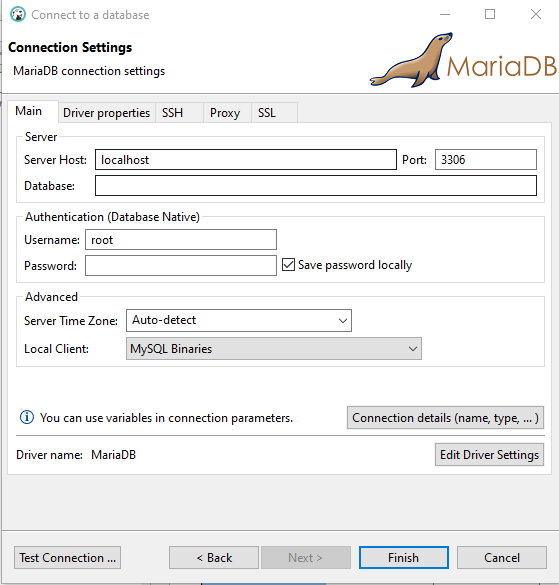 Connect to a database
Connection Settings
MariaDB connection settings
MariaDB
Main Driver properties SSH Proxy SSL
Server
Server Host: localhost Port: 3306
Database:
Authentication (Database Native)
Username: root
Password: Save password locally
Advanced
Server Time Zone: Auto-detect
Local Client: MySQL Binaries
You can use variables in connection parameters. Connection details (name, type, ... )
Driver name: MariaDB Edit Driver Settings
Test Connection ... < Back Next > Finish Cancel